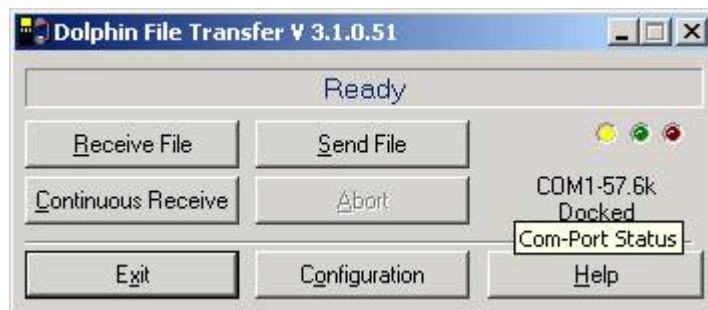 Dolphin File Transfer V 3.1.0.51
Ready
Receive File
Send File
Continuous Receive
Abort
COM1-57.6k
Docked
Com-Port Status
Exit
Configuration
Help